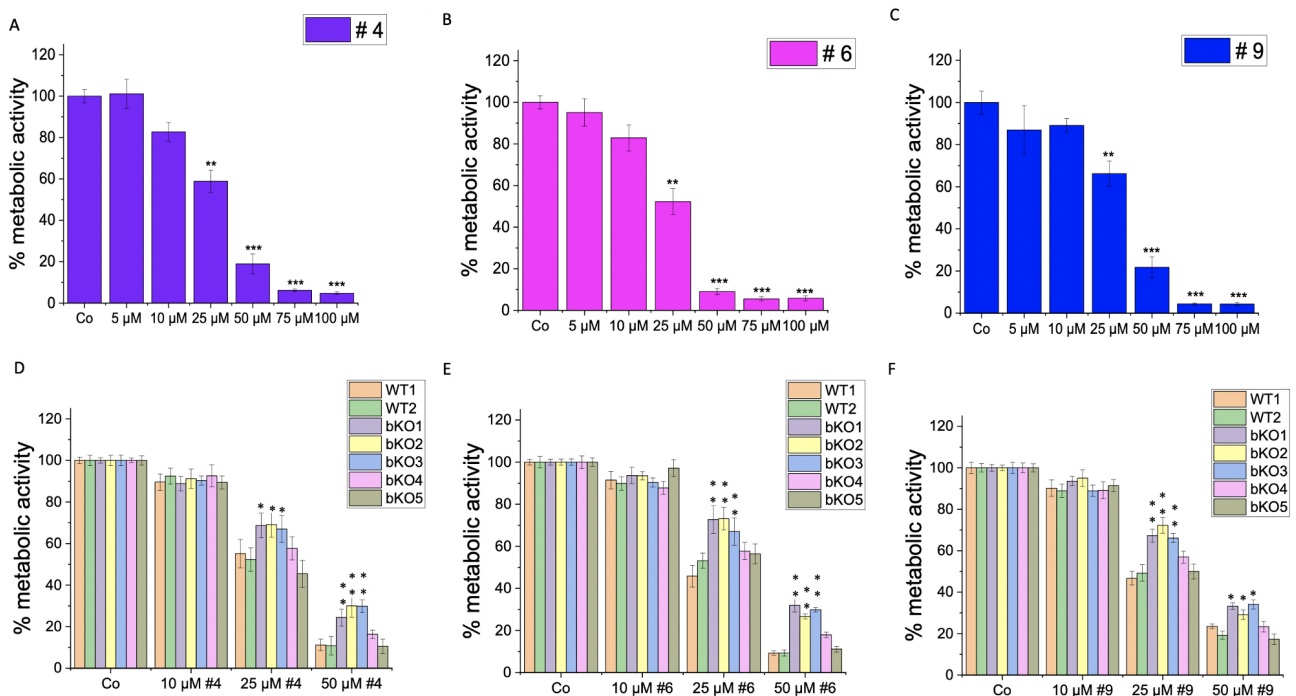 A
# 4
% metabolic activity
120
100
80
60
40
20
0
**
***
***
***
Co 5 µM 10 µM 25 µM 50 µM 75 µM 100 µM
B
# 6
% metabolic activity
120
100
80
60
40
20
0
**
***
***
***
Co 5 µM 10 µM 25 µM 50 µM 75 µM 100 µM
C
# 9
% metabolic activity
120
100
80
60
40
20
0
**
***
***
***
Co 5 µM 10 µM 25 µM 50 µM 75 µM 100 µM
D
WT1
WT2
bKO1
bKO2
bKO3
bKO4
bKO5
% metabolic activity
120
100
80
60
40
20
0
* * *
** ** **
Co 10 µM #4 25 µM #4 50 µM #4
E
WT1
WT2
bKO1
bKO2
bKO3
bKO4
bKO5
% metabolic activity
120
100
80
60
40
20
0
** ** **
** ** **
Co 10 µM #6 25 µM #6 50 µM #6
F
WT1
WT2
bKO1
bKO2
bKO3
bKO4
bKO5
% metabolic activity
120
100
80
60
40
20
0
** ** **
* * *
Co 10 µM #9 25 µM #9 50 µM #9